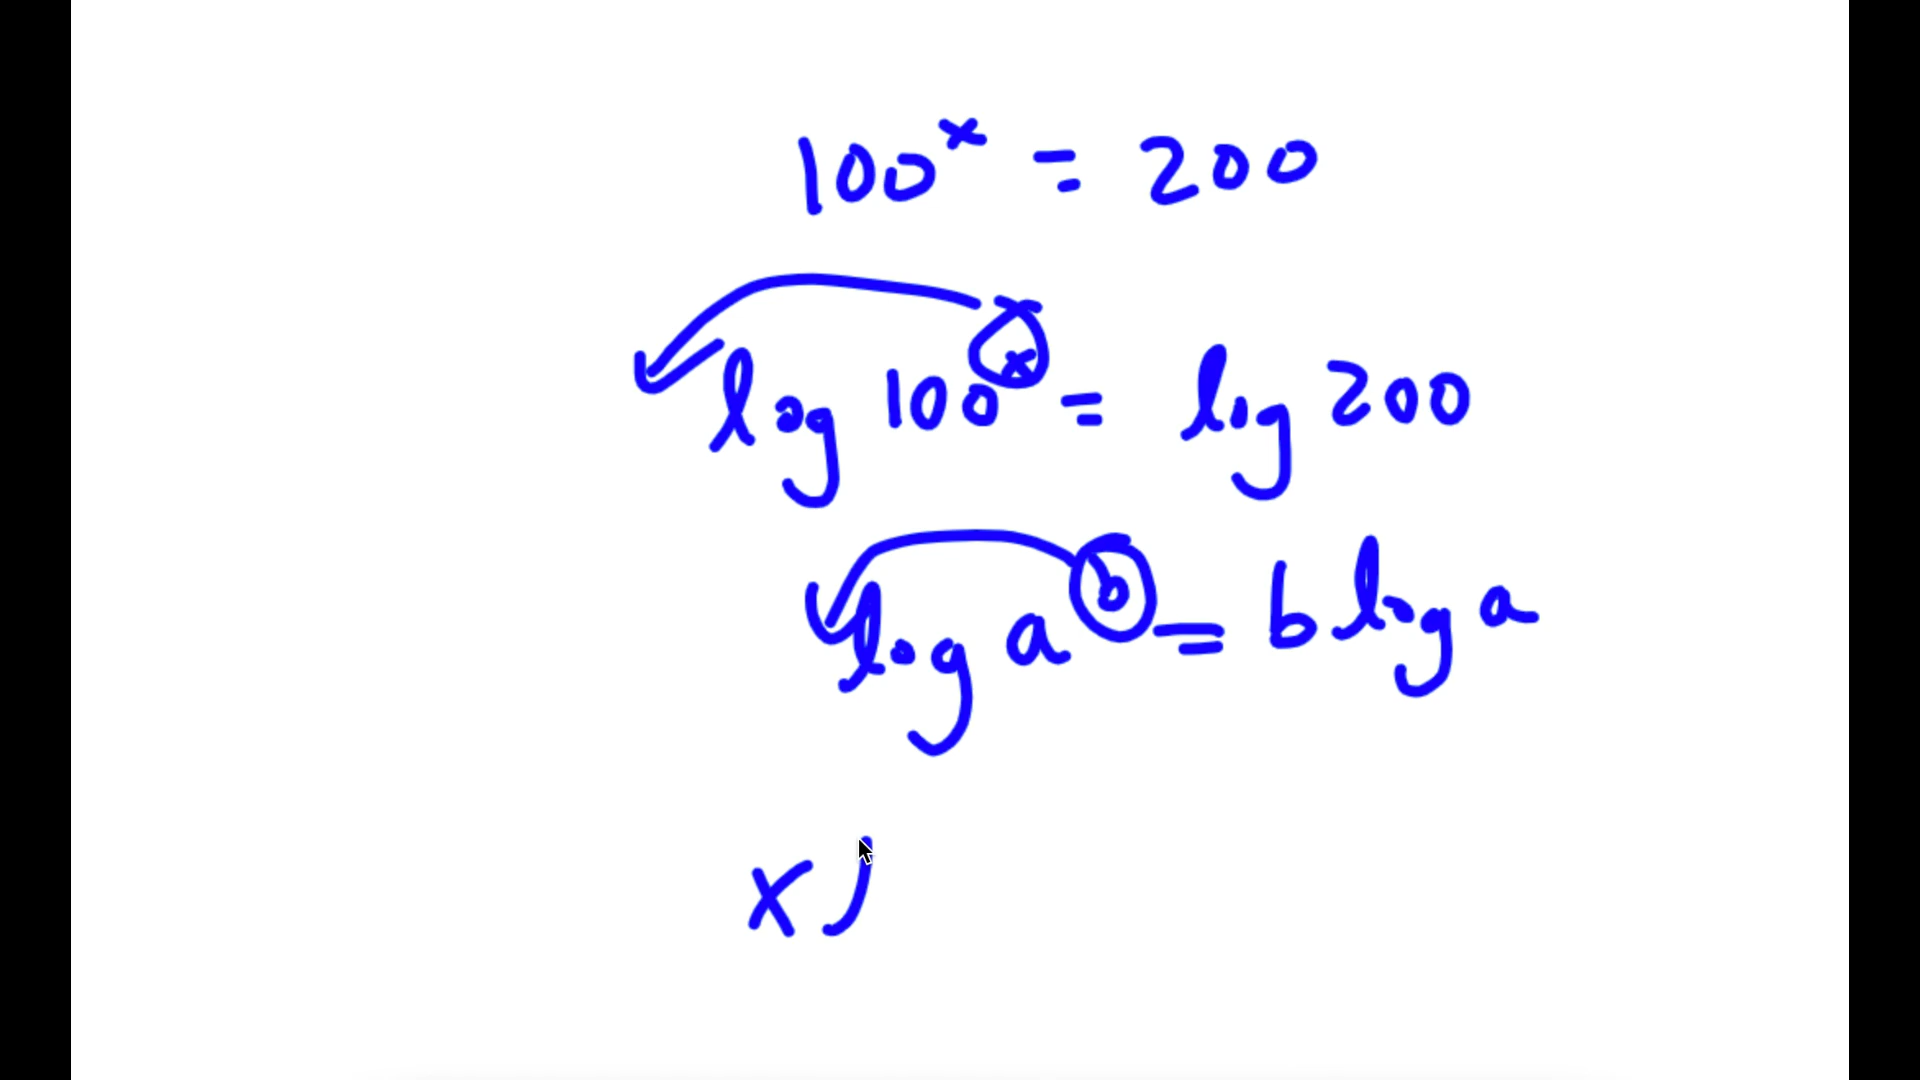 100^x = 200
log 100^x = log 200
log a^b = b log a
x